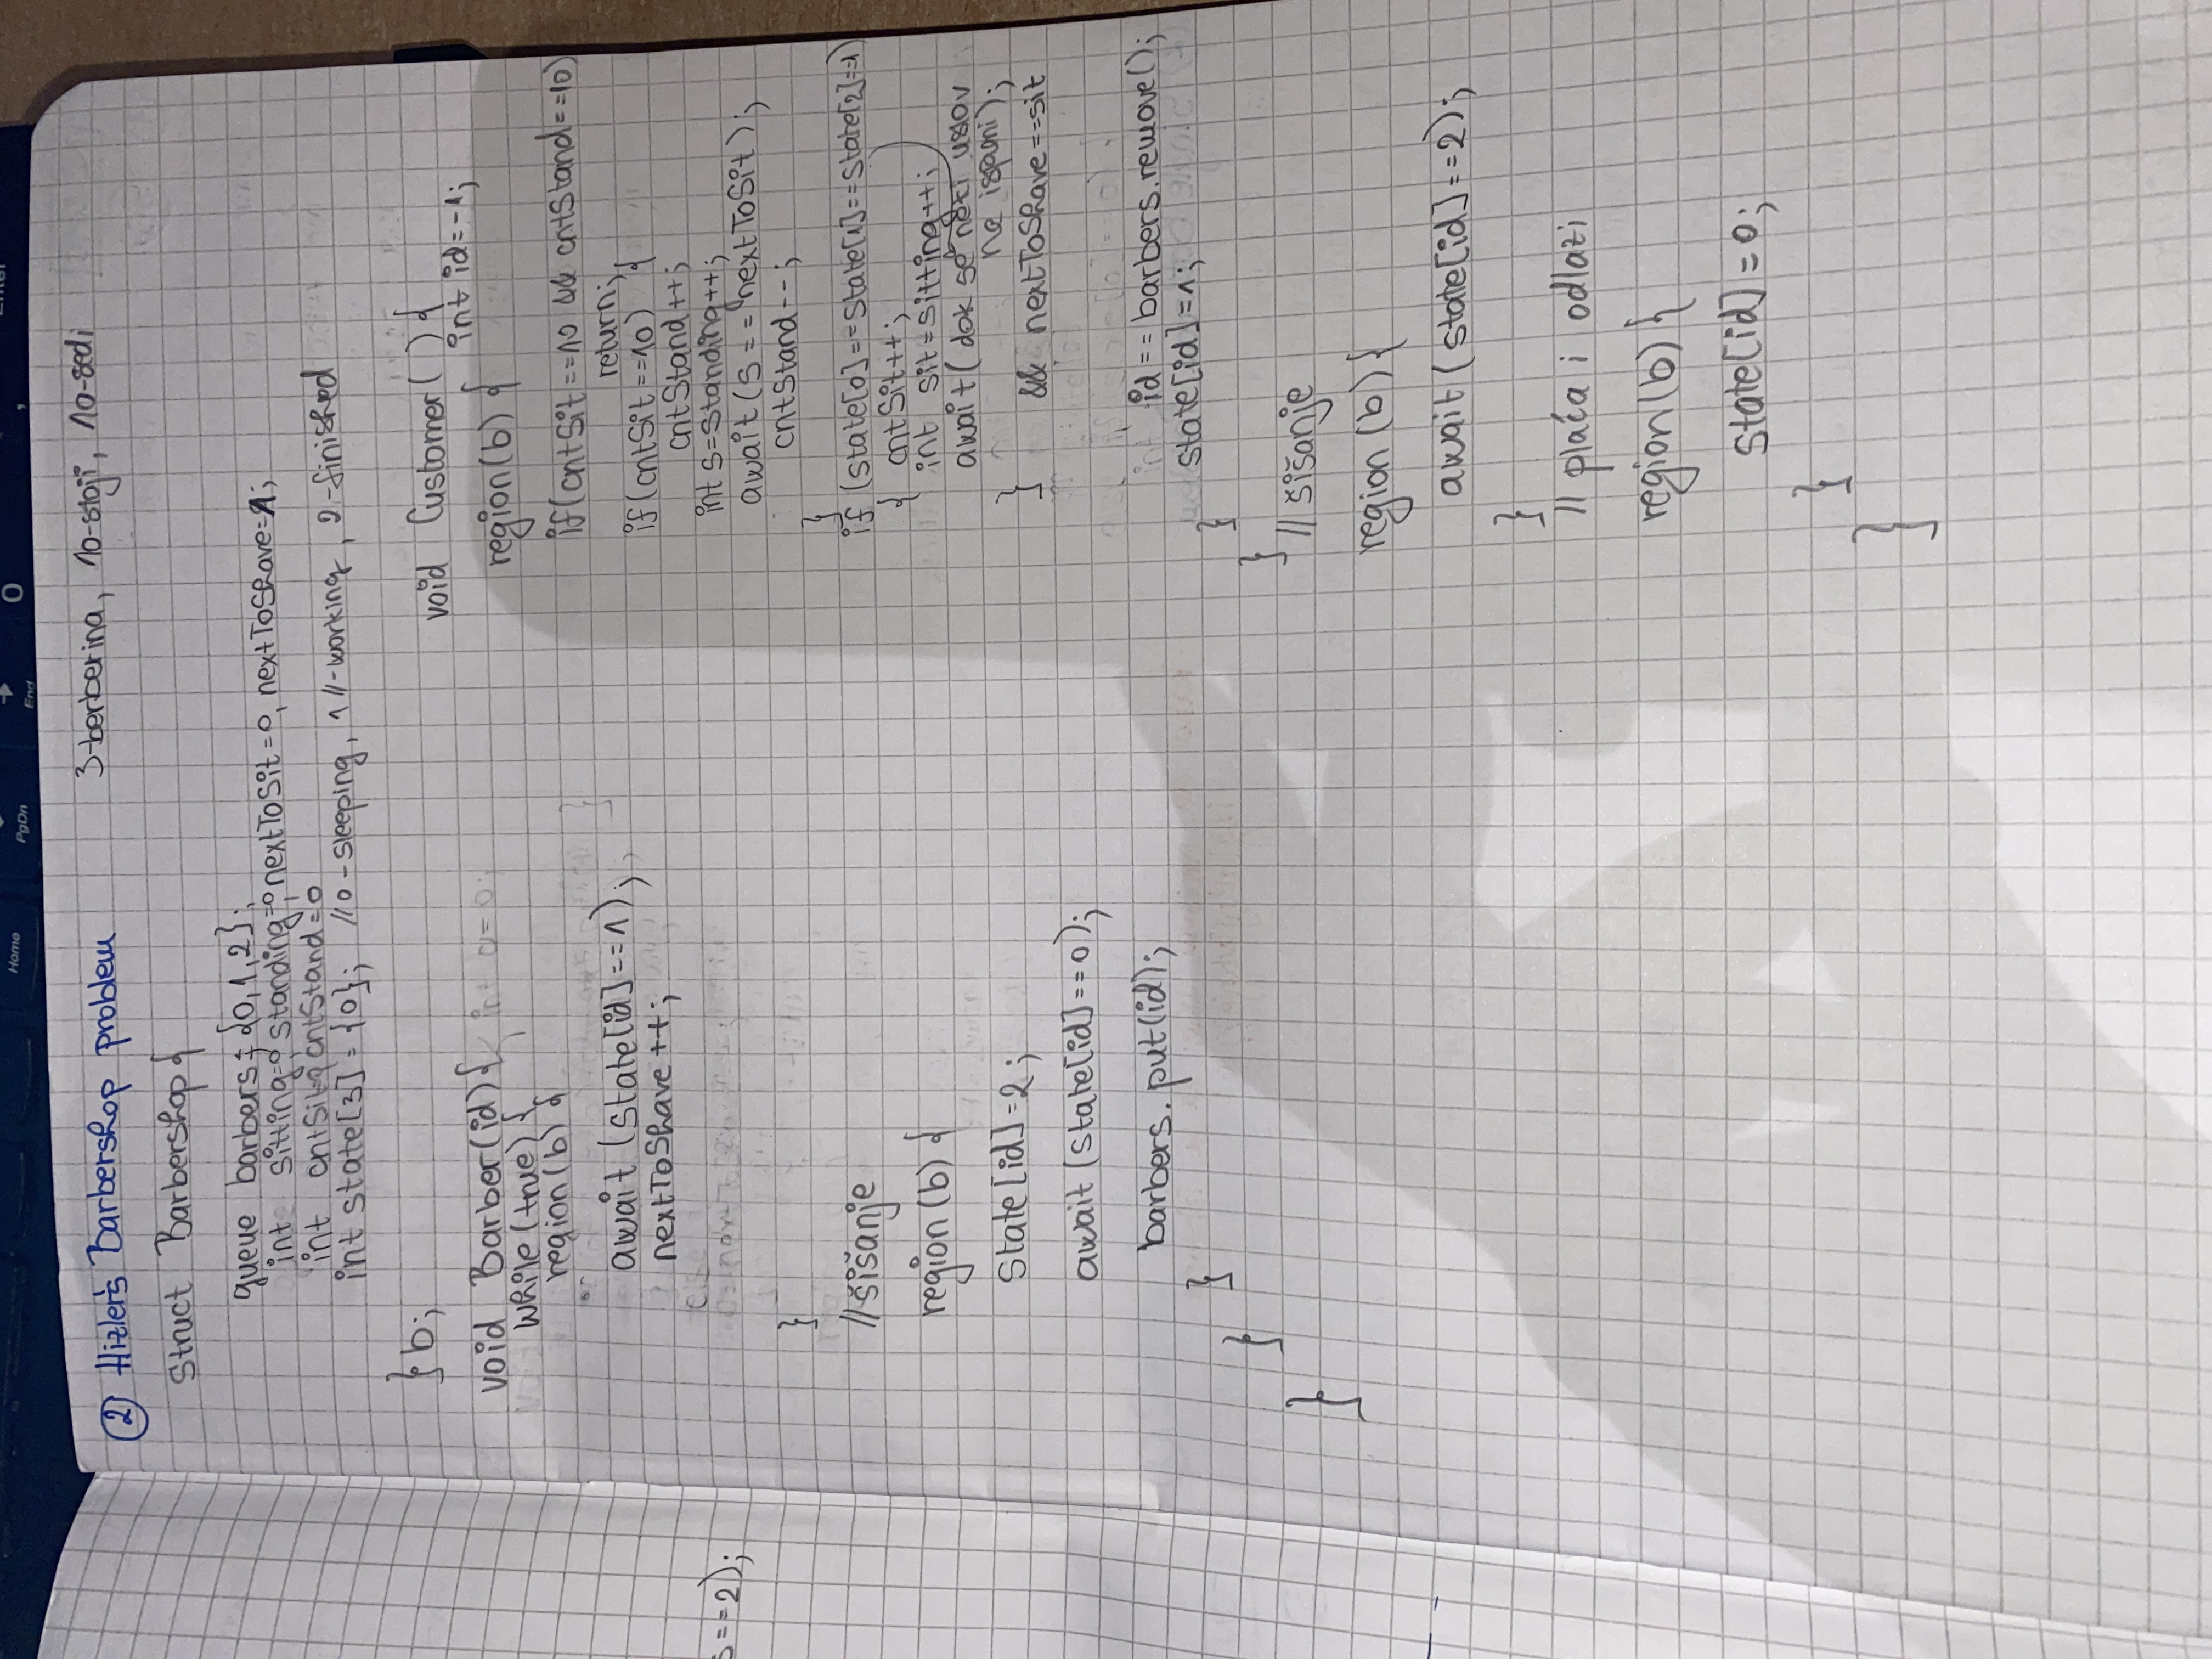 Home
PgDn
End
0
,
Enter
s==2);
② Hizler's Barbershop problem
3-berberina, 10-stoji, 10-sedi
struct Barbershop{
queue barbers={0,1,2};
int sitting=0, standing=0, nextToSit=0, nextToShave=1;
int cntSit=0, cntStand=0
int state[3]={0}; //0-sleeping, 1//-working, 2-finished
}b;
void Barber(id){
while(true){
region(b){
await(state[id]==1);
nextToShave++;
}
//šišanje
region(b){
state[id]=2;
await(state[id]==0);
barbers.put(id);
}
}
}
void Customer(){
int id=-1;
region(b){
if(cntSit==10 && cntStand==10)
return;
if(cntSit==10) {
cntStand++;
int s=standing++;
await(s==nextToSit);
cntStand--;
}
if (state[0]==state[1]==state[2]==1)
{ cntSit++;
int sit=sitting++;
await(dok se neki uslov
ne ispuni);
} && nextToShave==sit
id==barbers.remove();
state[id]=1;
}
}
//šišanje
region(b){
await(state[id]==2);
}
// plaća i odlazi
region(b){
state[id]=0;
}
}